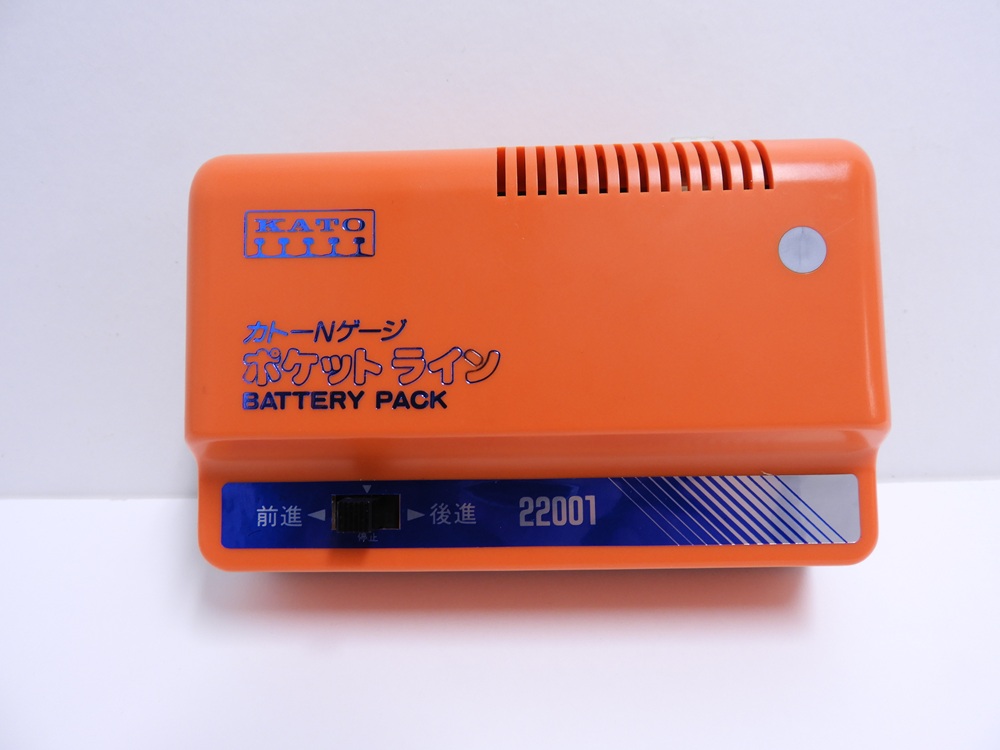 KATO
カトーNゲージ
ポケットライン
BATTERY PACK
前進 ◀ ▼ ▶ 後進 22001
停止